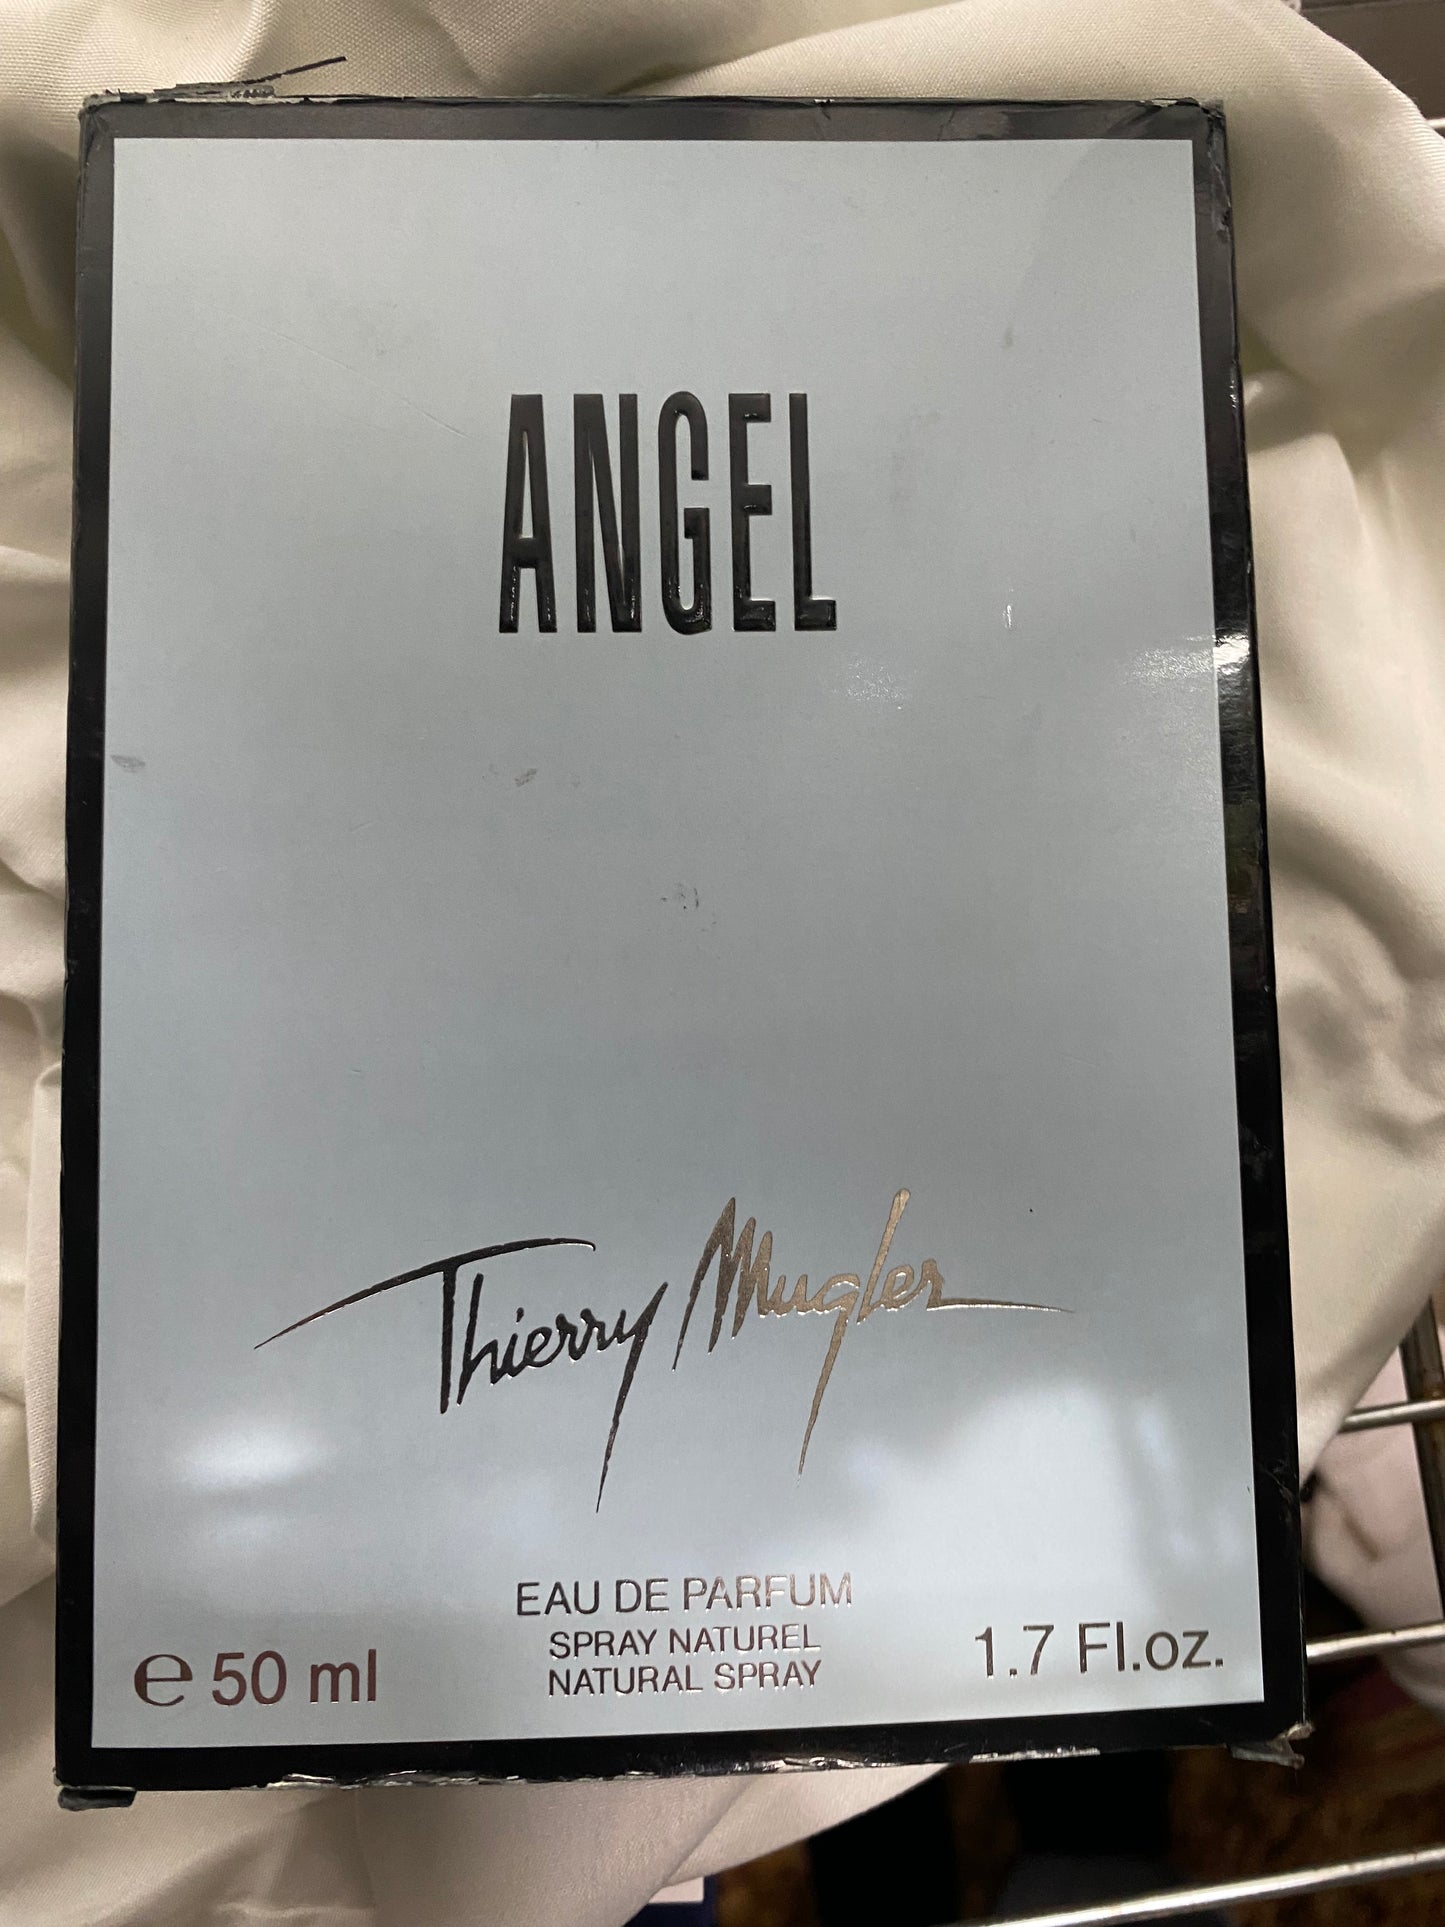 ANGEL
Thierry Mugler
EAU DE PARFUM
SPRAY NATUREL
NATURAL SPRAY
℮ 50 ml
1.7 Fl.oz.